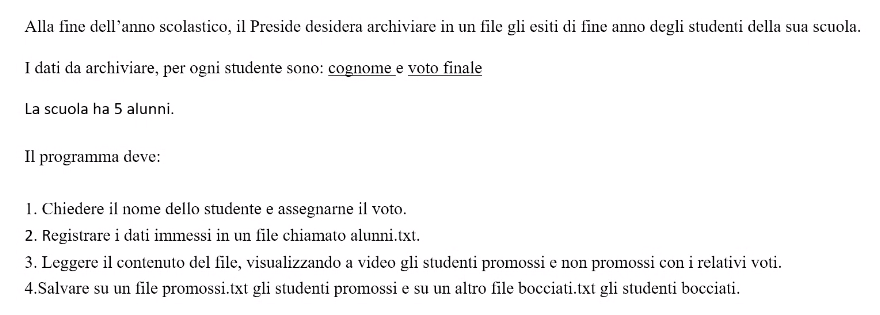 Alla fine dell’anno scolastico, il Preside desidera archiviare in un file gli esiti di fine anno degli studenti della sua scuola.
I dati da archiviare, per ogni studente sono: cognome e voto finale
La scuola ha 5 alunni.
Il programma deve:
1. Chiedere il nome dello studente e assegnarne il voto.
2. Registrare i dati immessi in un file chiamato alunni.txt.
3. Leggere il contenuto del file, visualizzando a video gli studenti promossi e non promossi con i relativi voti.
4.Salvare su un file promossi.txt gli studenti promossi e su un altro file bocciati.txt gli studenti bocciati.